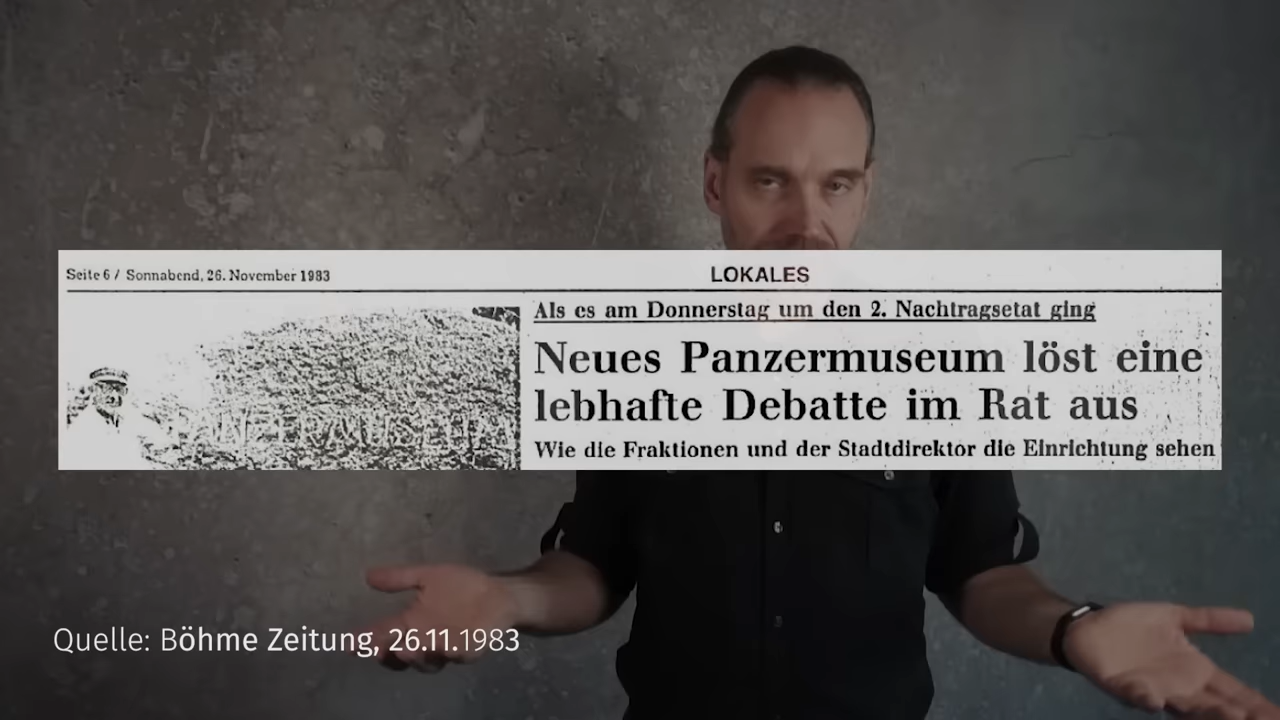 Seite 6 / Sonnabend, 26. November 1983
LOKALES
Als es am Donnerstag um den 2. Nachtragsetat ging
Neues Panzermuseum löst eine
lebhafte Debatte im Rat aus
Wie die Fraktionen und der Stadtdirektor die Einrichtung sehen
Quelle: Böhme Zeitung, 26.11.1983